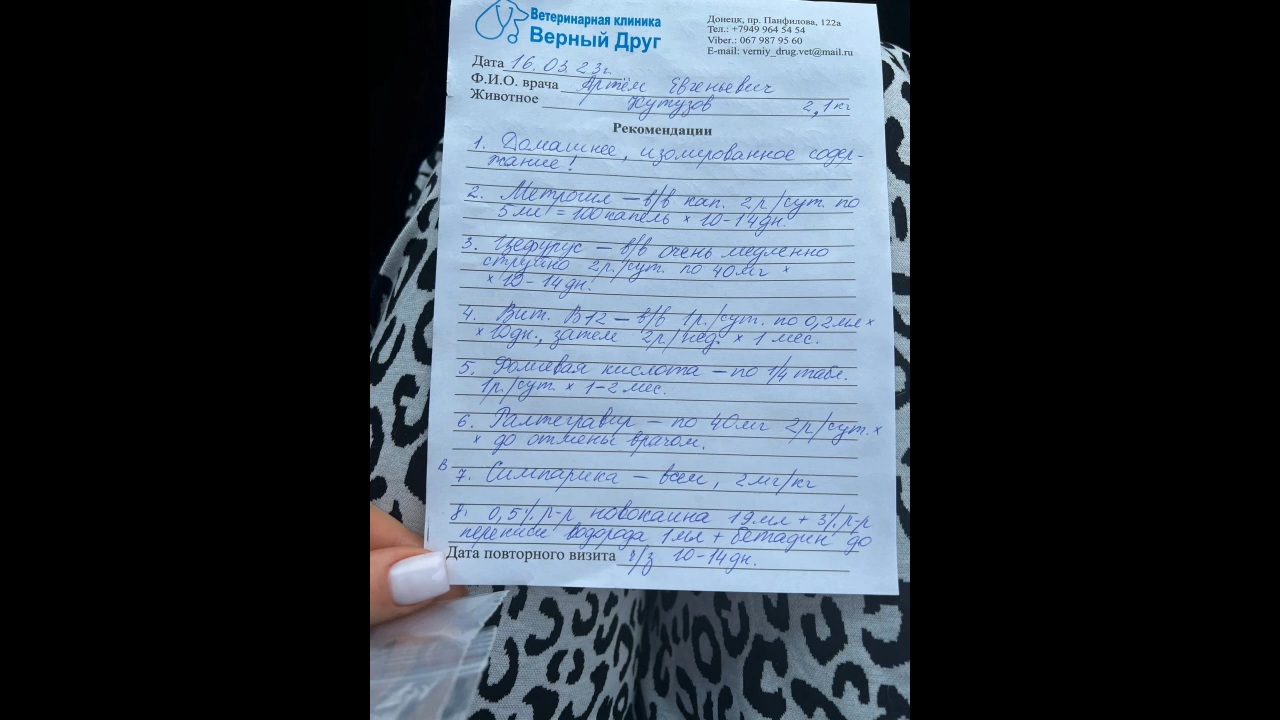 Ветеринарная клиника
Верный Друг
Донецк, пр. Панфилова, 122а
Тел.: +7949 964 54 54
Viber.: 067 987 95 60
E-mail: verniy_drug.vet@mail.ru
Дата 16.03.23г.
Ф.И.О. врача Артём Евгеньевич
Животное Кутузов 2,1кг
Рекомендации
1. Домашнее, изолированное содер-
жание!
2. Метрогил – в/в кап. 2р/сут. по
5мл = 100капель × 10-14дн.
3. Цефурус – в/в очень медленно
струйно 2р./сут. по 40мг ×
× 10-14дн.
4. Вит. В12 – в/в 1р./сут. по 0,2мл ×
× 10дн., затем 2р/нед. × 1 мес.
5. Фолиевая кислота – по 1/4 табл.
1р./сут. × 1-2 мес.
6. Ралтегравир – по 40мг 2р/сут. ×
× до отмены врачом.
В 7. Симпарика – всем, 2мг/кг
8. 0,5% р-р новокаина 19мл + 3% р-р
перекиси водорода 1мл + бетадин до
Дата повторного визита ч/з 10-14дн.